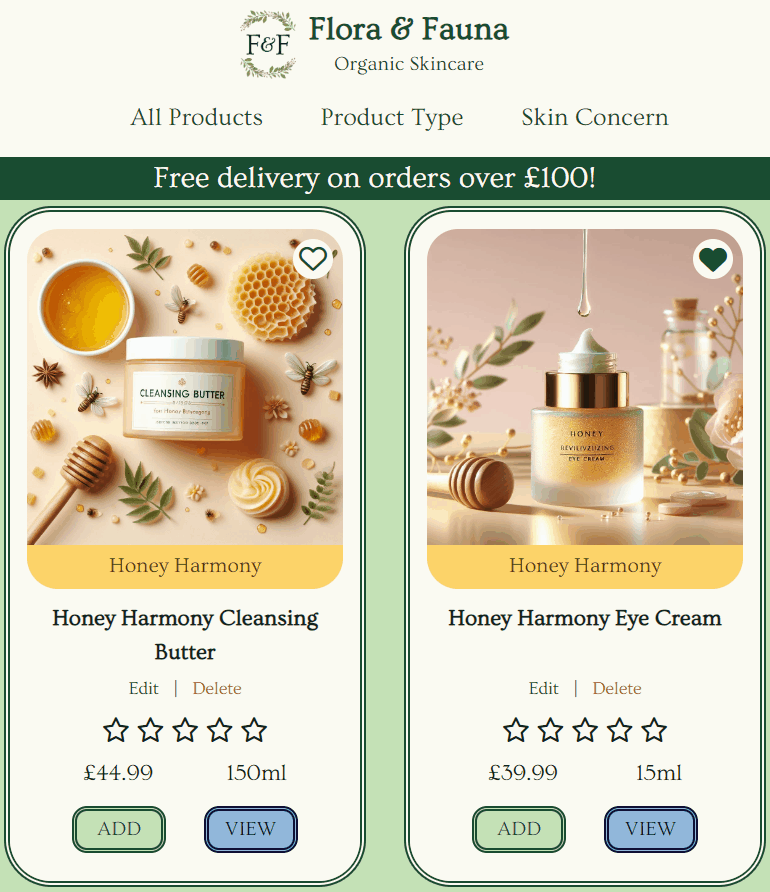 F&F
Flora & Fauna
Organic Skincare
All Products Product Type Skin Concern
Free delivery on orders over £100!
CLEANSING BUTTER
HONEY
EYE CREAM
Honey Harmony
Honey Harmony
Honey Harmony Cleansing
Butter
Honey Harmony Eye Cream
Edit | Delete
Edit | Delete
£44.99 150ml
£39.99 15ml
ADD VIEW
ADD VIEW